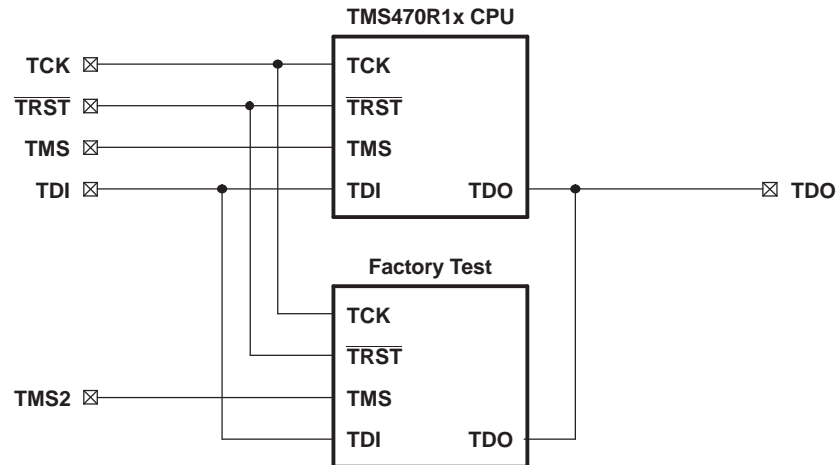 TMS470R1x CPU
TCK
TCK
TRST
TRST
TMS
TMS
TDI
TDI TDO
TDO
Factory Test
TCK
TRST
TMS2
TMS
TDI TDO